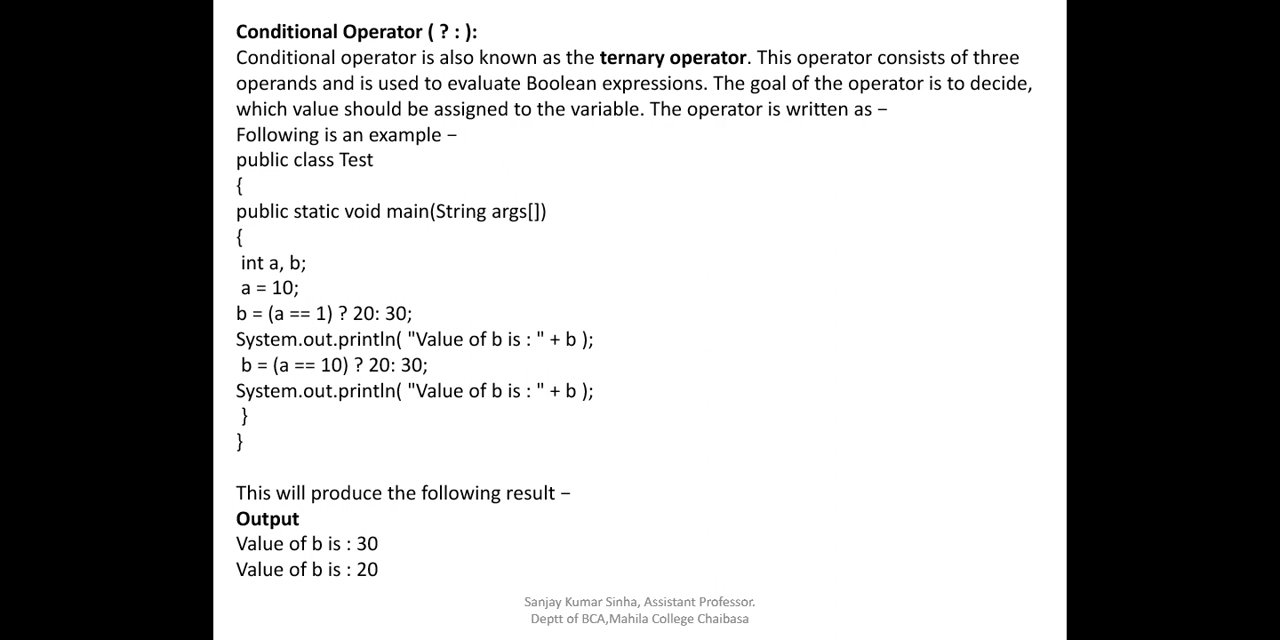 Conditional Operator ( ? : ):
Conditional operator is also known as the ternary operator. This operator consists of three
operands and is used to evaluate Boolean expressions. The goal of the operator is to decide,
which value should be assigned to the variable. The operator is written as −
Following is an example −
public class Test
{
public static void main(String args[])
{
int a, b;
a = 10;
b = (a == 1) ? 20: 30;
System.out.println( "Value of b is : " + b );
b = (a == 10) ? 20: 30;
System.out.println( "Value of b is : " + b );
}
}
This will produce the following result −
Output
Value of b is : 30
Value of b is : 20
Sanjay Kumar Sinha, Assistant Professor.
Deptt of BCA,Mahila College Chaibasa